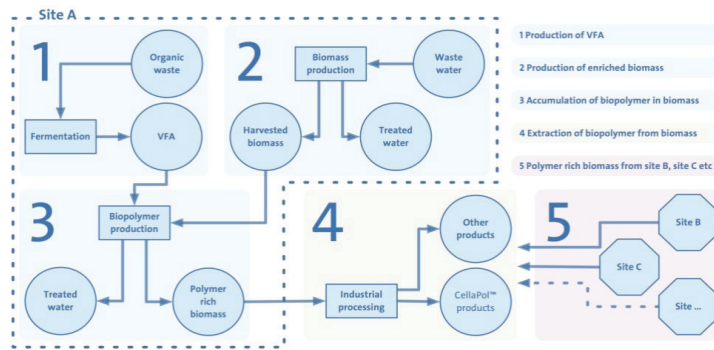 Site A
1
Organic
waste
Fermentation
VFA
2
Biomass
production
Waste
water
Harvested
biomass
Treated
water
3
Biopolymer
production
Treated
water
Polymer
rich
biomass
4
Other
products
Industrial
processing
CellaPol™
products
5
Site B
Site C
Site ...
1 Production of VFA
2 Production of enriched biomass
3 Accumulation of biopolymer in biomass
4 Extraction of biopolymer from biomass
5 Polymer rich biomass from site B, site C etc